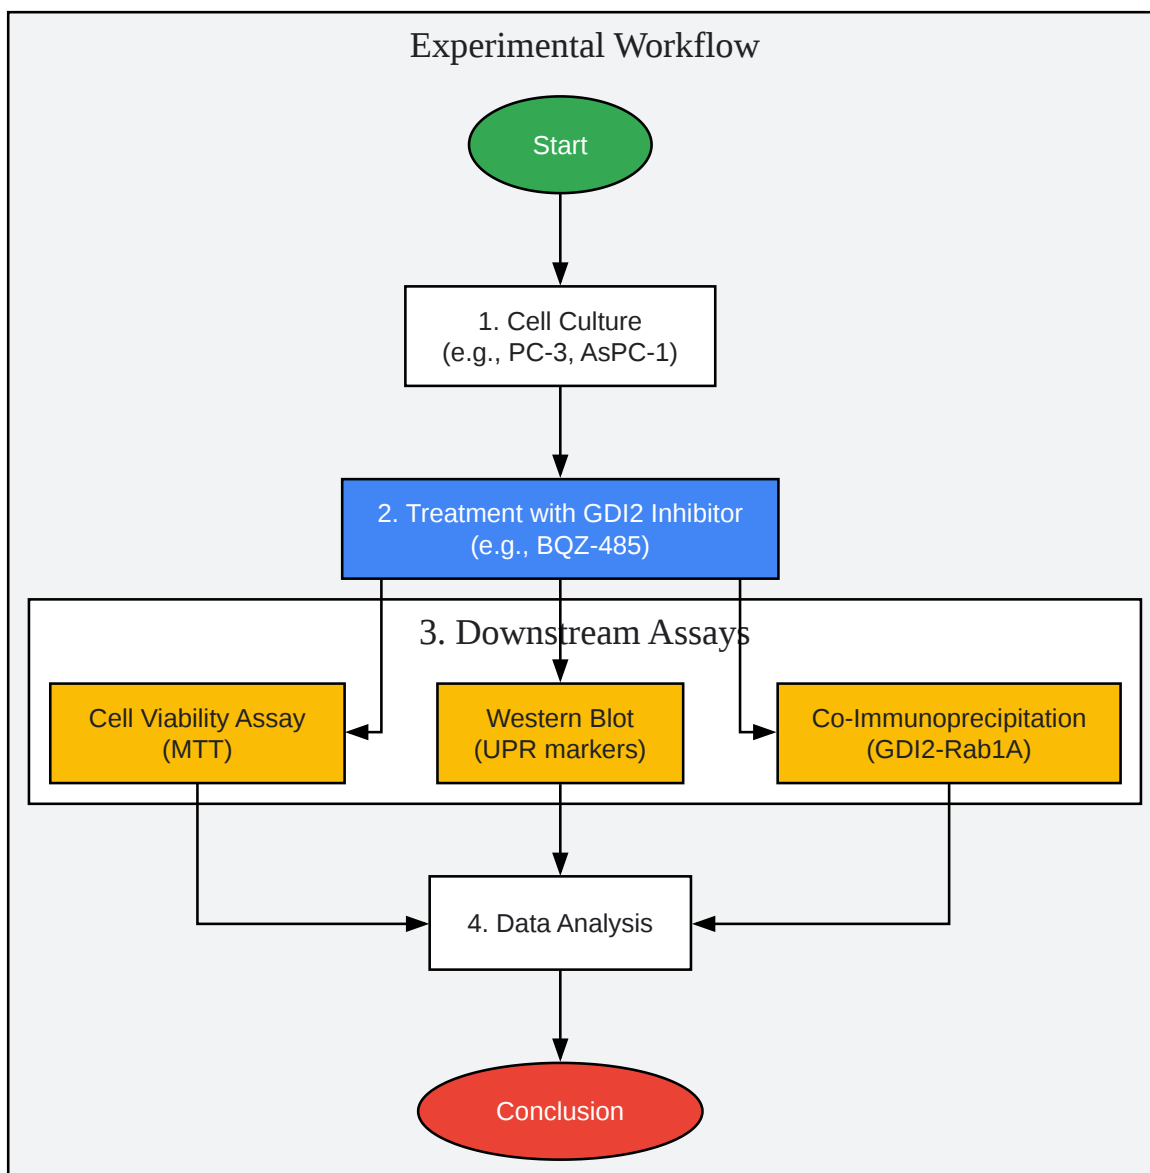 Experimental Workflow
Start
1. Cell Culture
(e.g., PC-3, AsPC-1)
2. Treatment with GDI2 Inhibitor
(e.g., BQZ-485)
3. Downstream Assays
Cell Viability Assay
(MTT)
Western Blot
(UPR markers)
Co-Immunoprecipitation
(GDI2-Rab1A)
4. Data Analysis
Conclusion